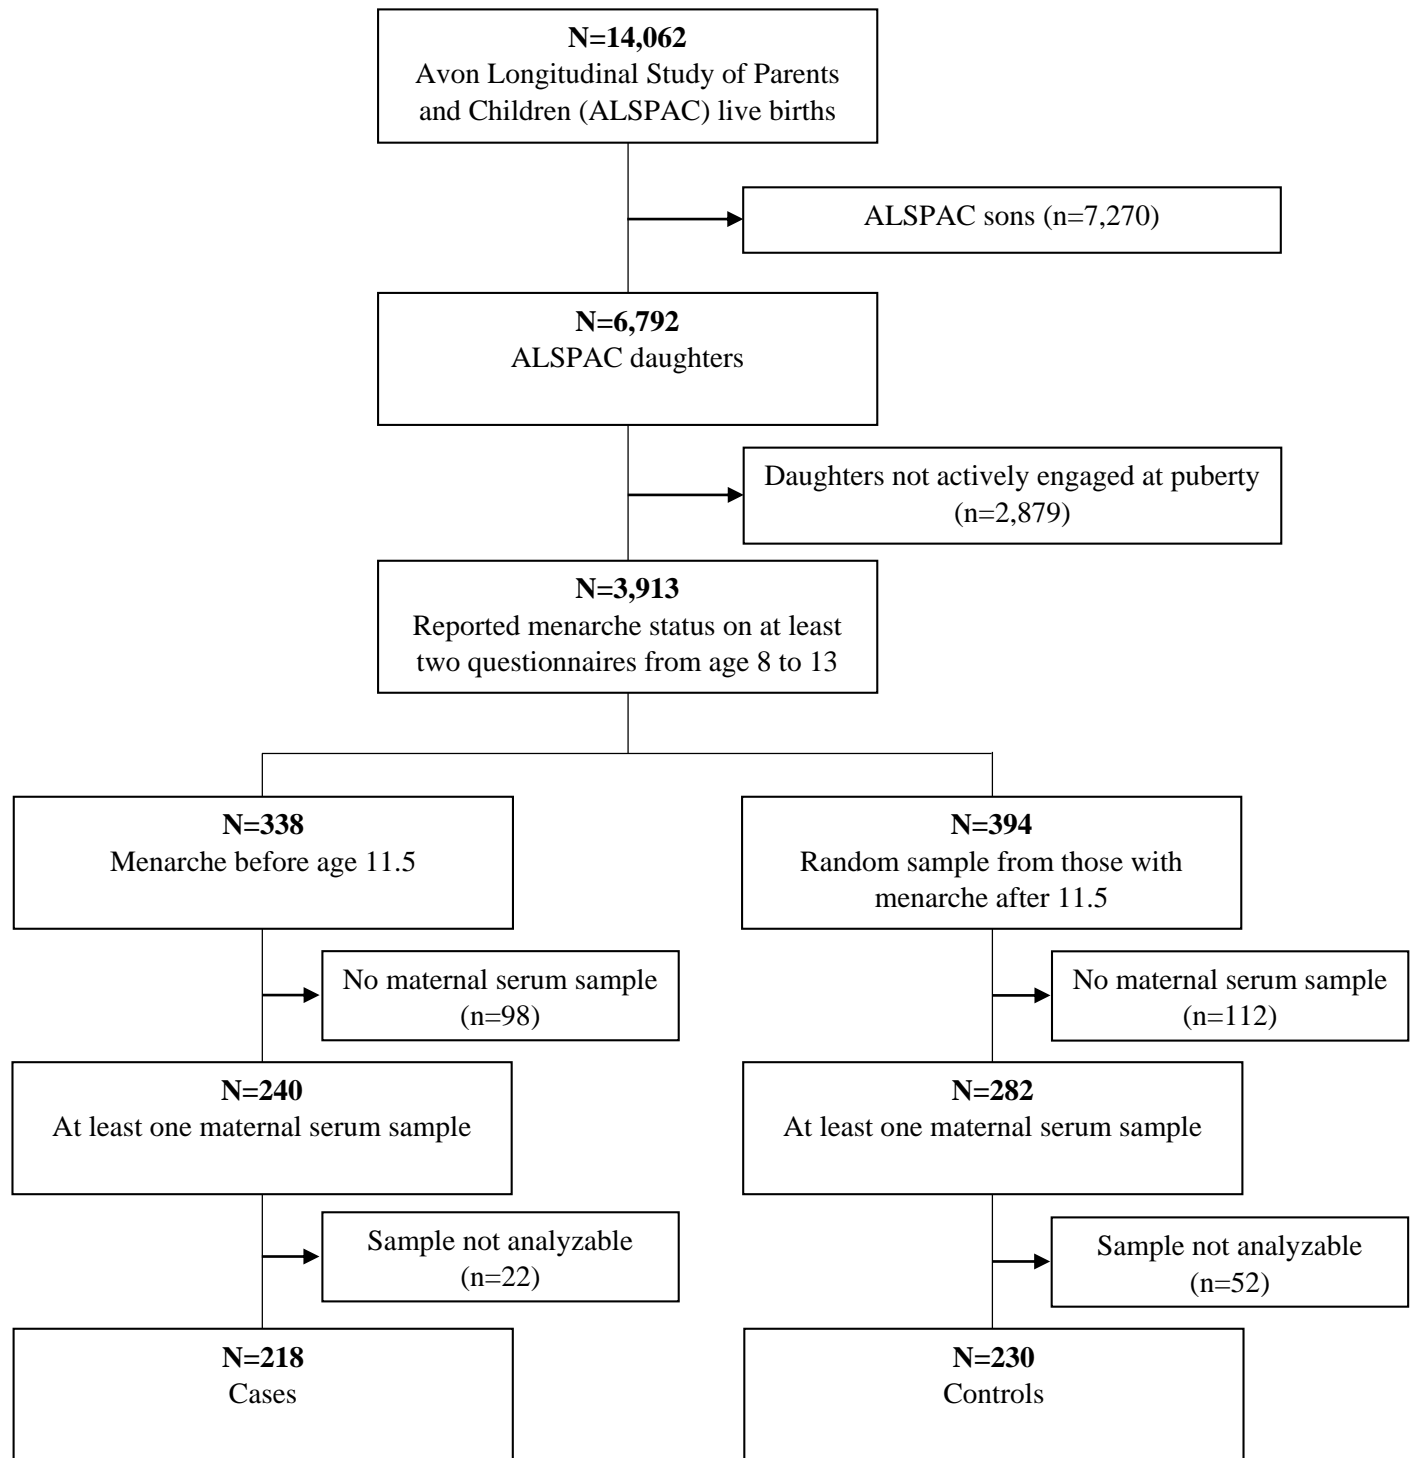 N=14,062
Avon Longitudinal Study of Parents
and Children (ALSPAC) live births
ALSPAC sons (n=7,270)
N=6,792
ALSPAC daughters
Daughters not actively engaged at puberty
(n=2,879)
N=3,913
Reported menarche status on at least
two questionnaires from age 8 to 13
N=338
Menarche before age 11.5
N=394
Random sample from those with
menarche after 11.5
No maternal serum sample
(n=98)
No maternal serum sample
(n=112)
N=240
At least one maternal serum sample
N=282
At least one maternal serum sample
Sample not analyzable
(n=22)
Sample not analyzable
(n=52)
N=218
Cases
N=230
Controls